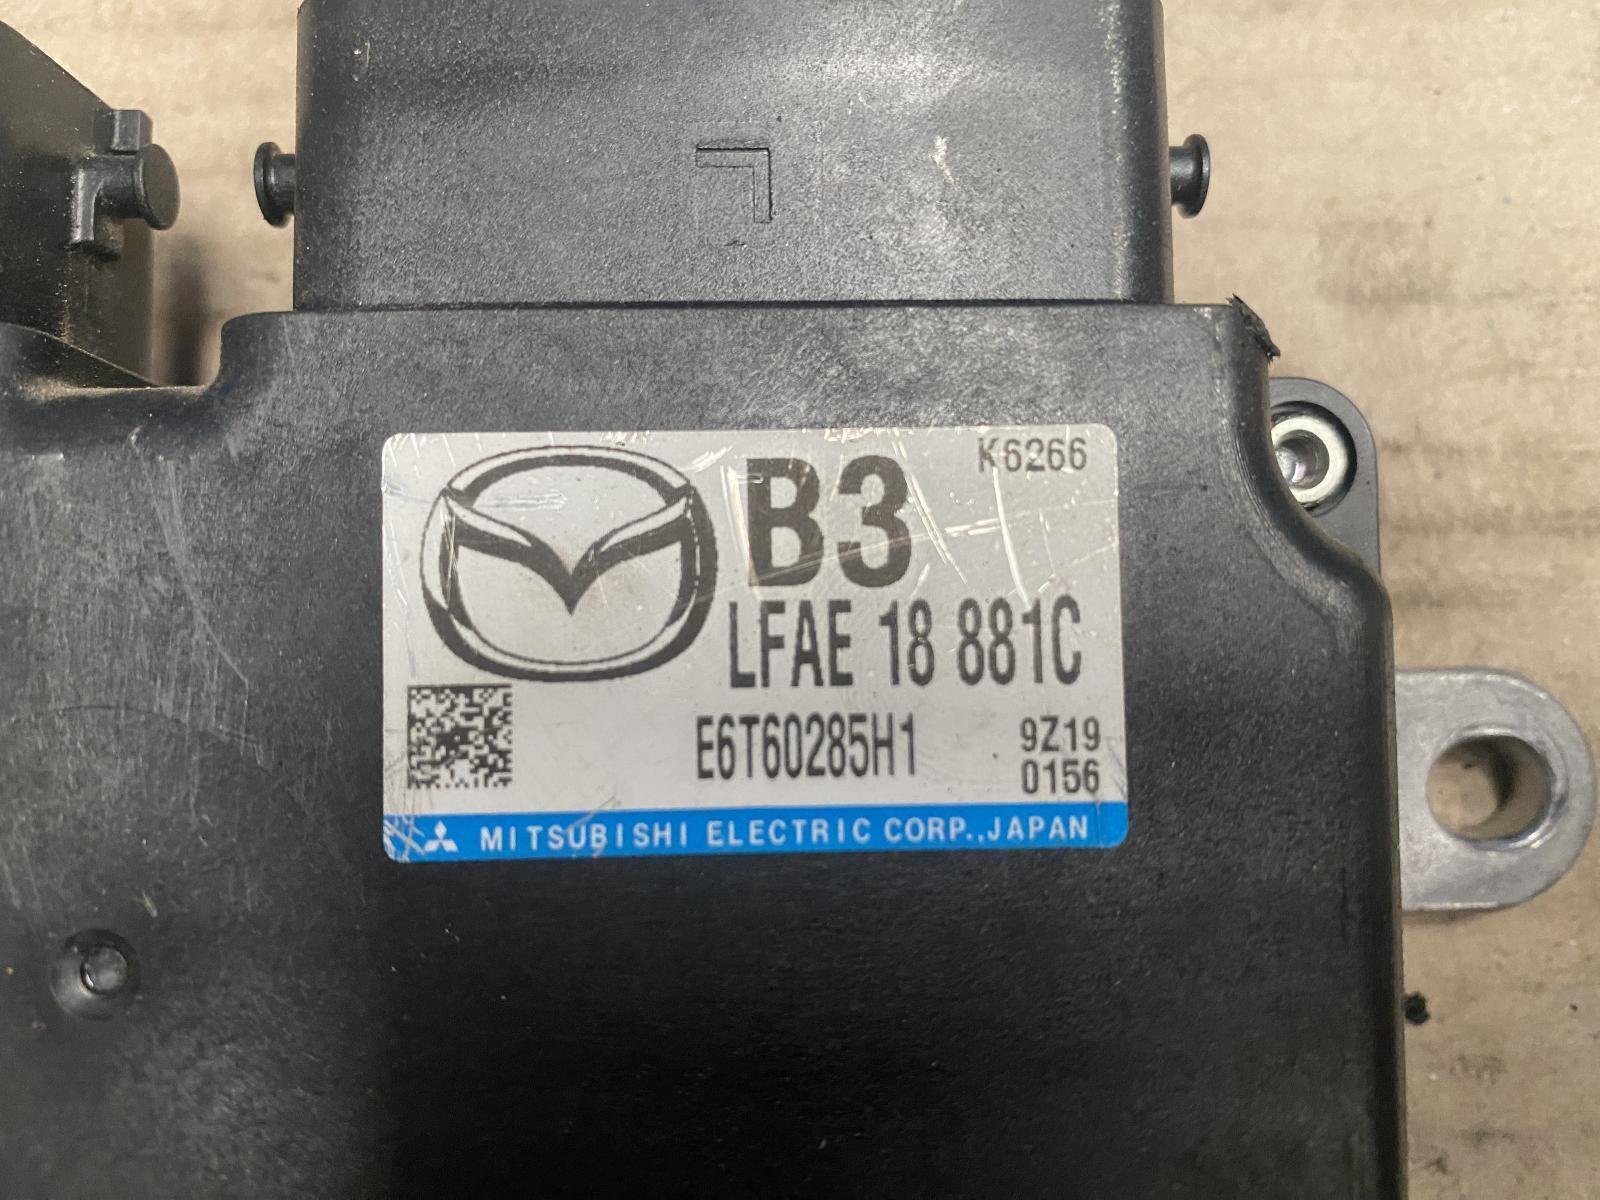 L
K6266
B3
LFAE 18 881C
E6T60285H1
9Z19
0156
MITSUBISHI ELECTRIC CORP.,JAPAN